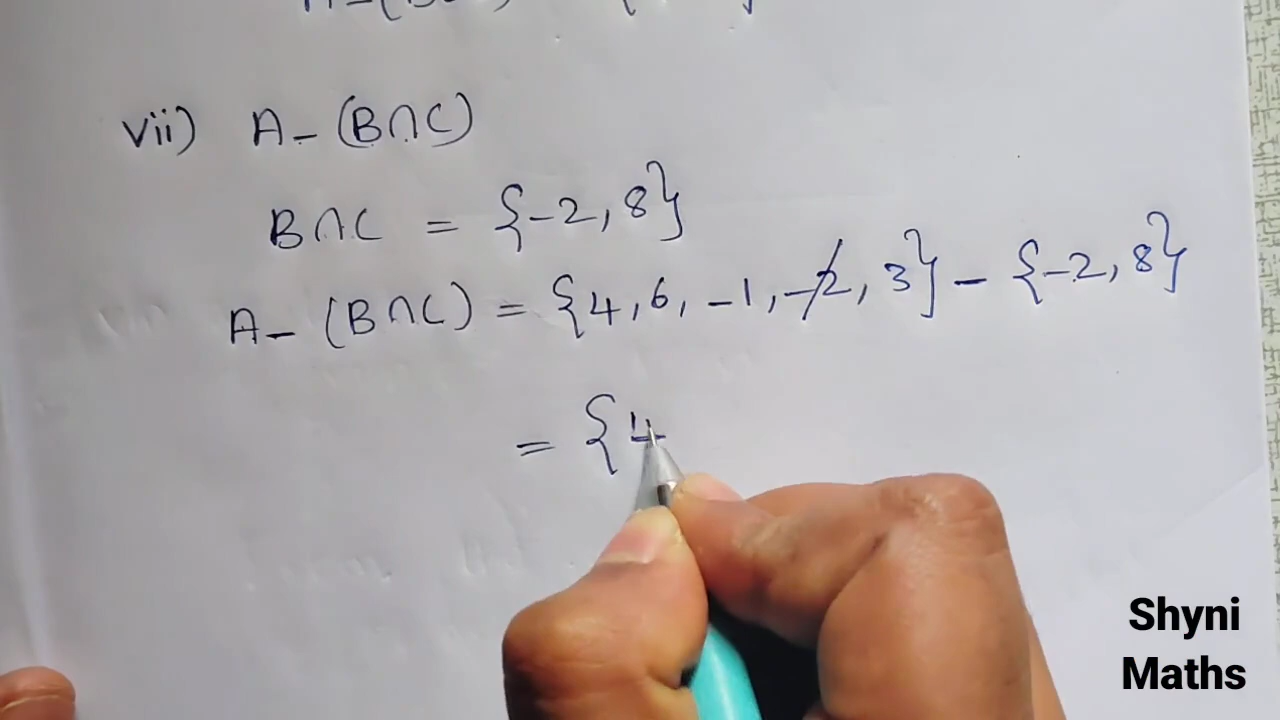 vii) A - (B∩C)
B∩C = {-2, 8}
A - (B∩C) = {4, 6, -1, -2, 3} - {-2, 8}
= {4
Shyni
Maths